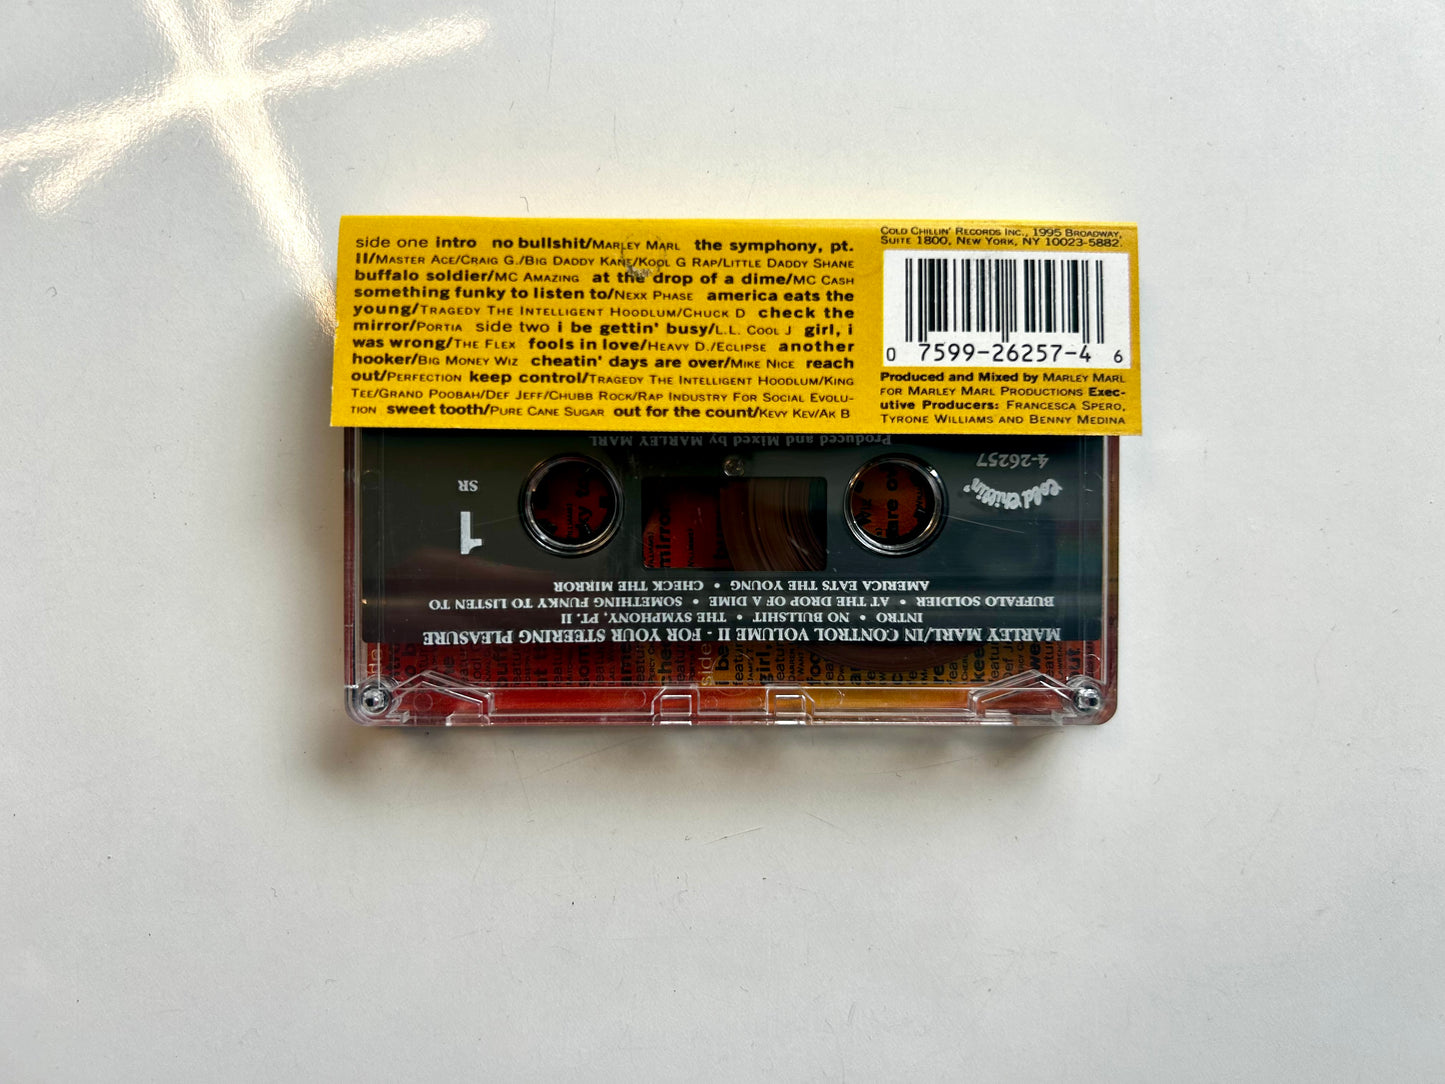 side one intro no bullshit/MARLEY MARL the symphony, pt.
II/MASTER ACE/CRAIG G./BIG DADDY KANE/KOOL G RAP/LITTLE DADDY SHANE
buffalo soldier/MC AMAZING at the drop of a dime/MC CASH
something funky to listen to/NEXX PHASE america eats the
young/TRAGEDY THE INTELLIGENT HOODLUM/CHUCK D check the
mirror/PORTIA side two i be gettin' busy/L.L. COOL J girl, i
was wrong/THE FLEX fools in love/HEAVY D./ECLIPSE another
hooker/BIG MONEY WIZ cheatin' days are over/MIKE NICE reach
out/PERFECTION keep control/TRAGEDY THE INTELLIGENT HOODLUM/KING
TEE/GRAND POOBAH/DEF JEFF/CHUBB ROCK/RAP INDUSTRY FOR SOCIAL EVOLU-
TION sweet tooth/PURE CANE SUGAR out for the count/KEVY KEV/AK B
COLD CHILLIN' RECORDS INC., 1995 BROADWAY,
SUITE 1800, NEW YORK, NY 10023-5882.
0 7599-26257-4 6
Produced and Mixed by MARLEY MARL
FOR MARLEY MARL PRODUCTIONS Exec-
utive Producers: FRANCESCA SPERO,
TYRONE WILLIAMS AND BENNY MEDINA
MARLEY MARL/IN CONTROL VOLUME II - FOR YOUR STEERING PLEASURE
INTRO • NO BULLSHIT • THE SYMPHONY, PT. II
BUFFALO SOLDIER • AT THE DROP OF A DIME • SOMETHING FUNKY TO LISTEN TO
AMERICA EATS THE YOUNG • CHECK THE MIRROR
1
SR
Cold Chillin'
4-26257
Produced and Mixed by MARLEY MARL